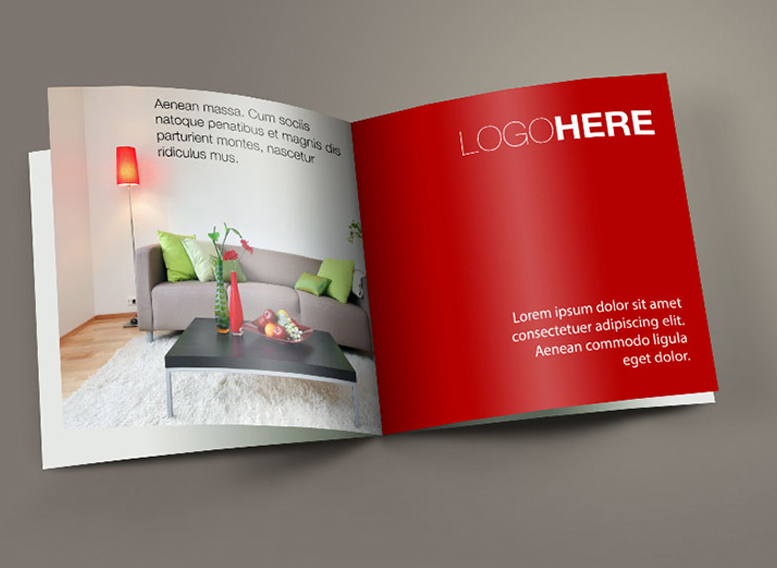 Aenean massa. Cum sociis
natoque penatibus et magnis dis
parturient montes, nascetur
ridiculus mus.
LOGOHERE
Lorem ipsum dolor sit amet
consectetuer adipiscing elit.
Aenean commodo ligula
eget dolor.